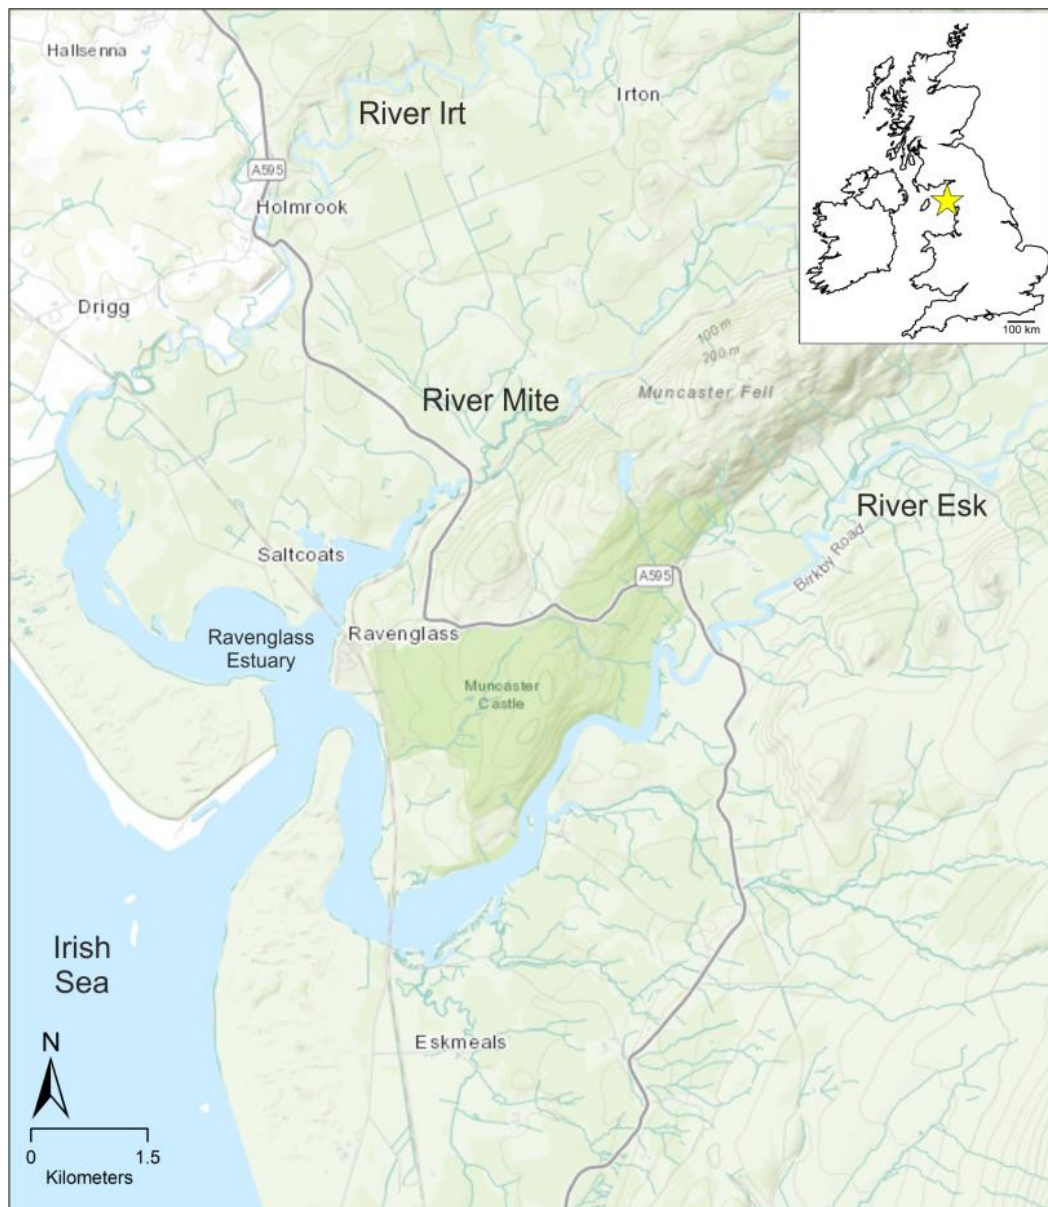 Hallsenna
River Irt
Irton
A595
Holmrook
Drigg
100 km
100 m
200 m
Muncaster Fell
River Mite
River Esk
Birkby Road
Saltcoats
A595
Ravenglass
Ravenglass
Estuary
Muncaster
Castle
Irish
Sea
Eskmeals
N
0 1.5
Kilometers